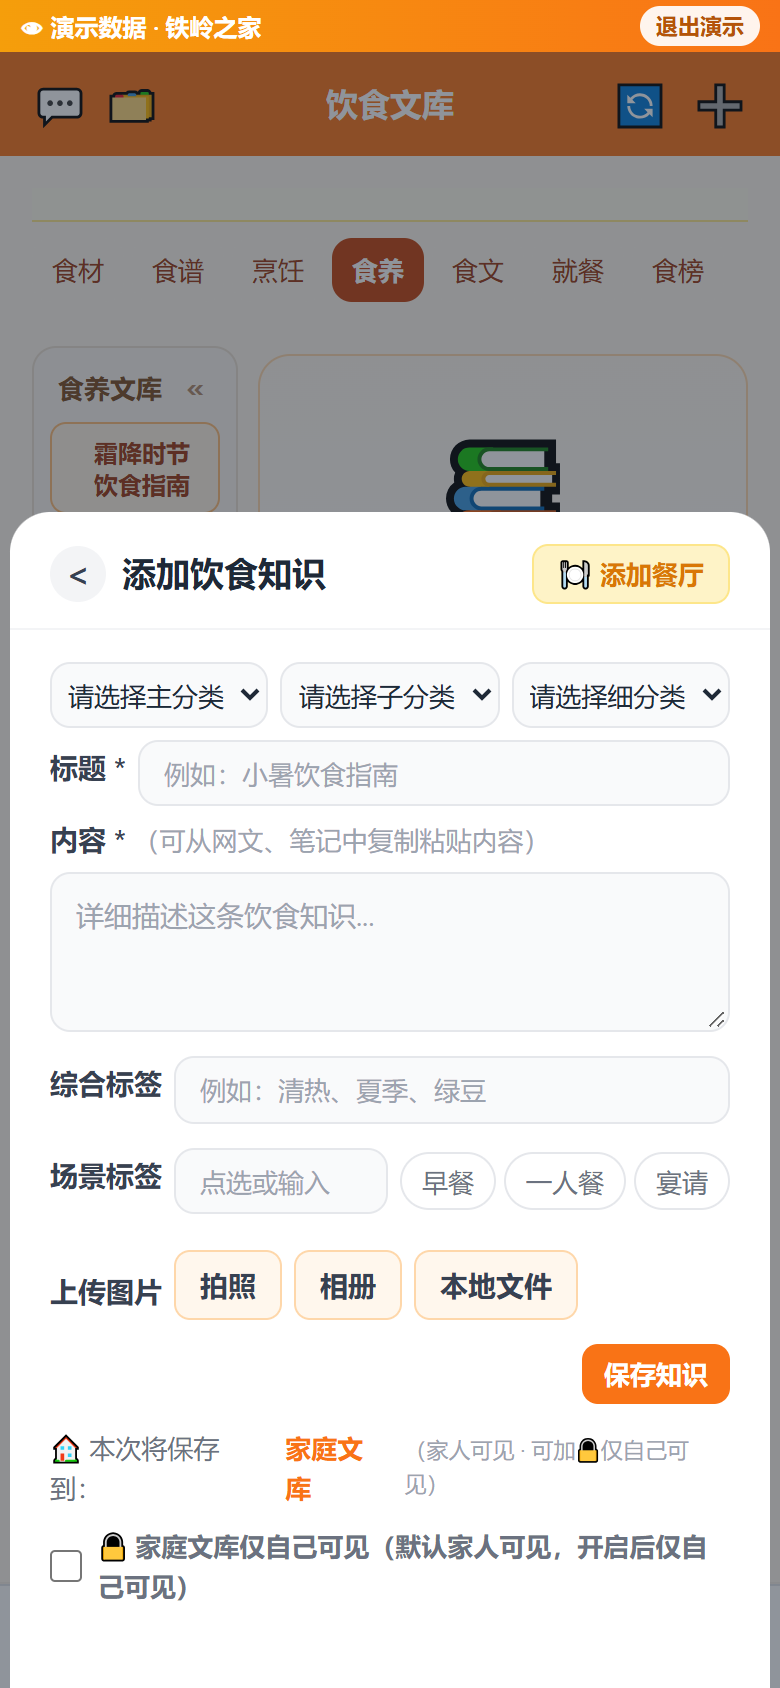 演示数据 · 铁岭之家
退出演示
饮食文库
食材 食谱 烹饪 食养 食文 就餐 食榜
食养文库 «
霜降时节
饮食指南
< 添加饮食知识
添加餐厅
请选择主分类 请选择子分类 请选择细分类
标题 * 例如：小暑饮食指南
内容 * （可从网文、笔记中复制粘贴内容）
详细描述这条饮食知识...
综合标签 例如：清热、夏季、绿豆
场景标签 点选或输入 早餐 一人餐 宴请
上传图片 拍照 相册 本地文件
保存知识
本次将保存到： 家庭文库 （家人可见 · 可加🔒仅自己可见）
🔒 家庭文库仅自己可见（默认家人可见，开启后仅自
己可见）